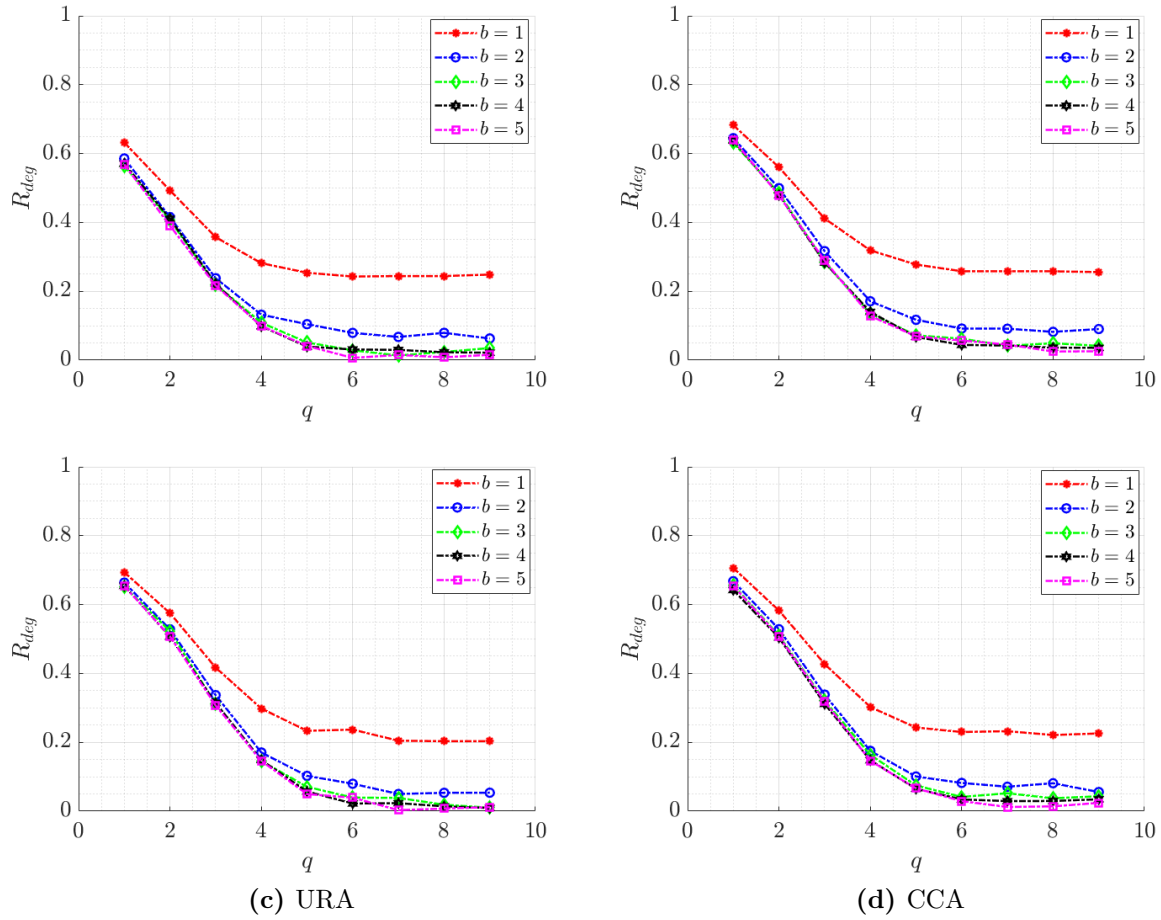 1
0.8
0.6
0.4
0.2
0
R_deg
0 2 4 6 8 10
q
b = 1
b = 2
b = 3
b = 4
b = 5
1
0.8
0.6
0.4
0.2
0
R_deg
0 2 4 6 8 10
q
b = 1
b = 2
b = 3
b = 4
b = 5
1
0.8
0.6
0.4
0.2
0
R_deg
0 2 4 6 8 10
q
b = 1
b = 2
b = 3
b = 4
b = 5
(c) URA
1
0.8
0.6
0.4
0.2
0
R_deg
0 2 4 6 8 10
q
b = 1
b = 2
b = 3
b = 4
b = 5
(d) CCA